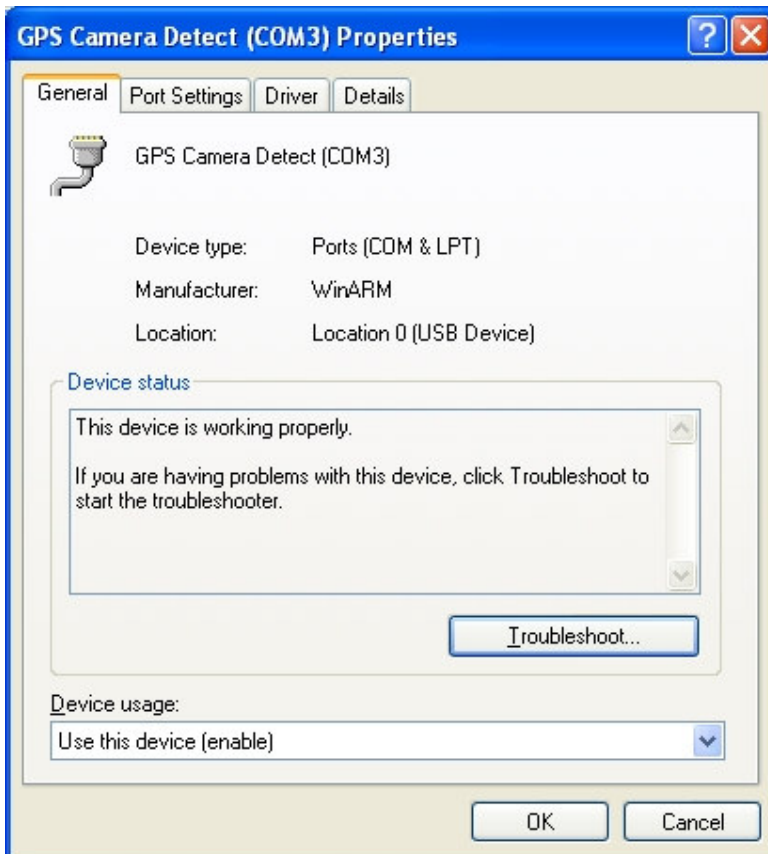 GPS Camera Detect (COM3) Properties
General Port Settings Driver Details
GPS Camera Detect (COM3)
Device type: Ports (COM & LPT)
Manufacturer: WinARM
Location: Location 0 (USB Device)
Device status
This device is working properly.
If you are having problems with this device, click Troubleshoot to
start the troubleshooter.
Troubleshoot...
Device usage:
Use this device (enable)
OK Cancel